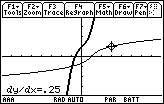 F1▾ Tools
F2▾ Zoom
F3 Trace
F4 ReGraph
F5▾ Math
F6▾ Draw
F7▾ Pen
dy/dx=.25
AAA RAD AUTO PAR BATT